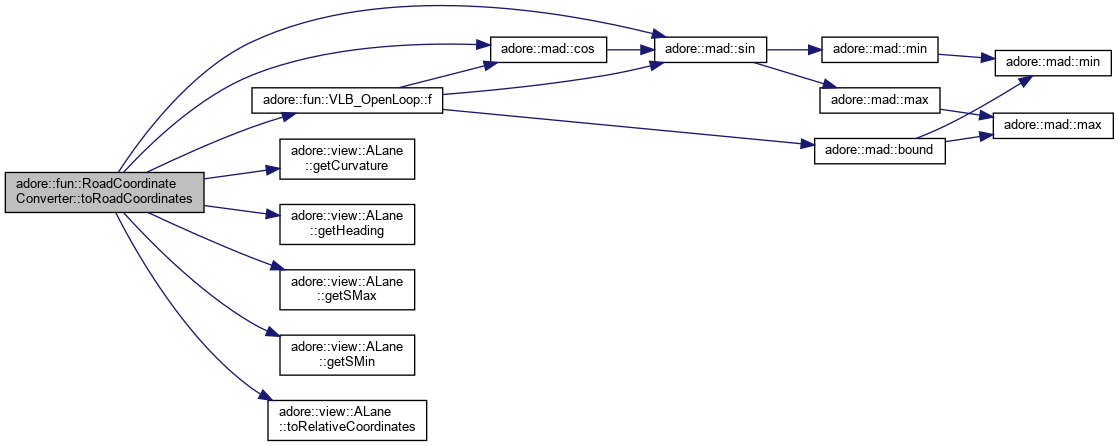 adore::fun::RoadCoordinate
Converter::toRoadCoordinates
adore::fun::VLB_OpenLoop::f
adore::mad::cos
adore::mad::sin
adore::mad::min
adore::mad::min
adore::mad::max
adore::mad::max
adore::mad::bound
adore::view::ALane
::getCurvature
adore::view::ALane
::getHeading
adore::view::ALane
::getSMax
adore::view::ALane
::getSMin
adore::view::ALane
::toRelativeCoordinates